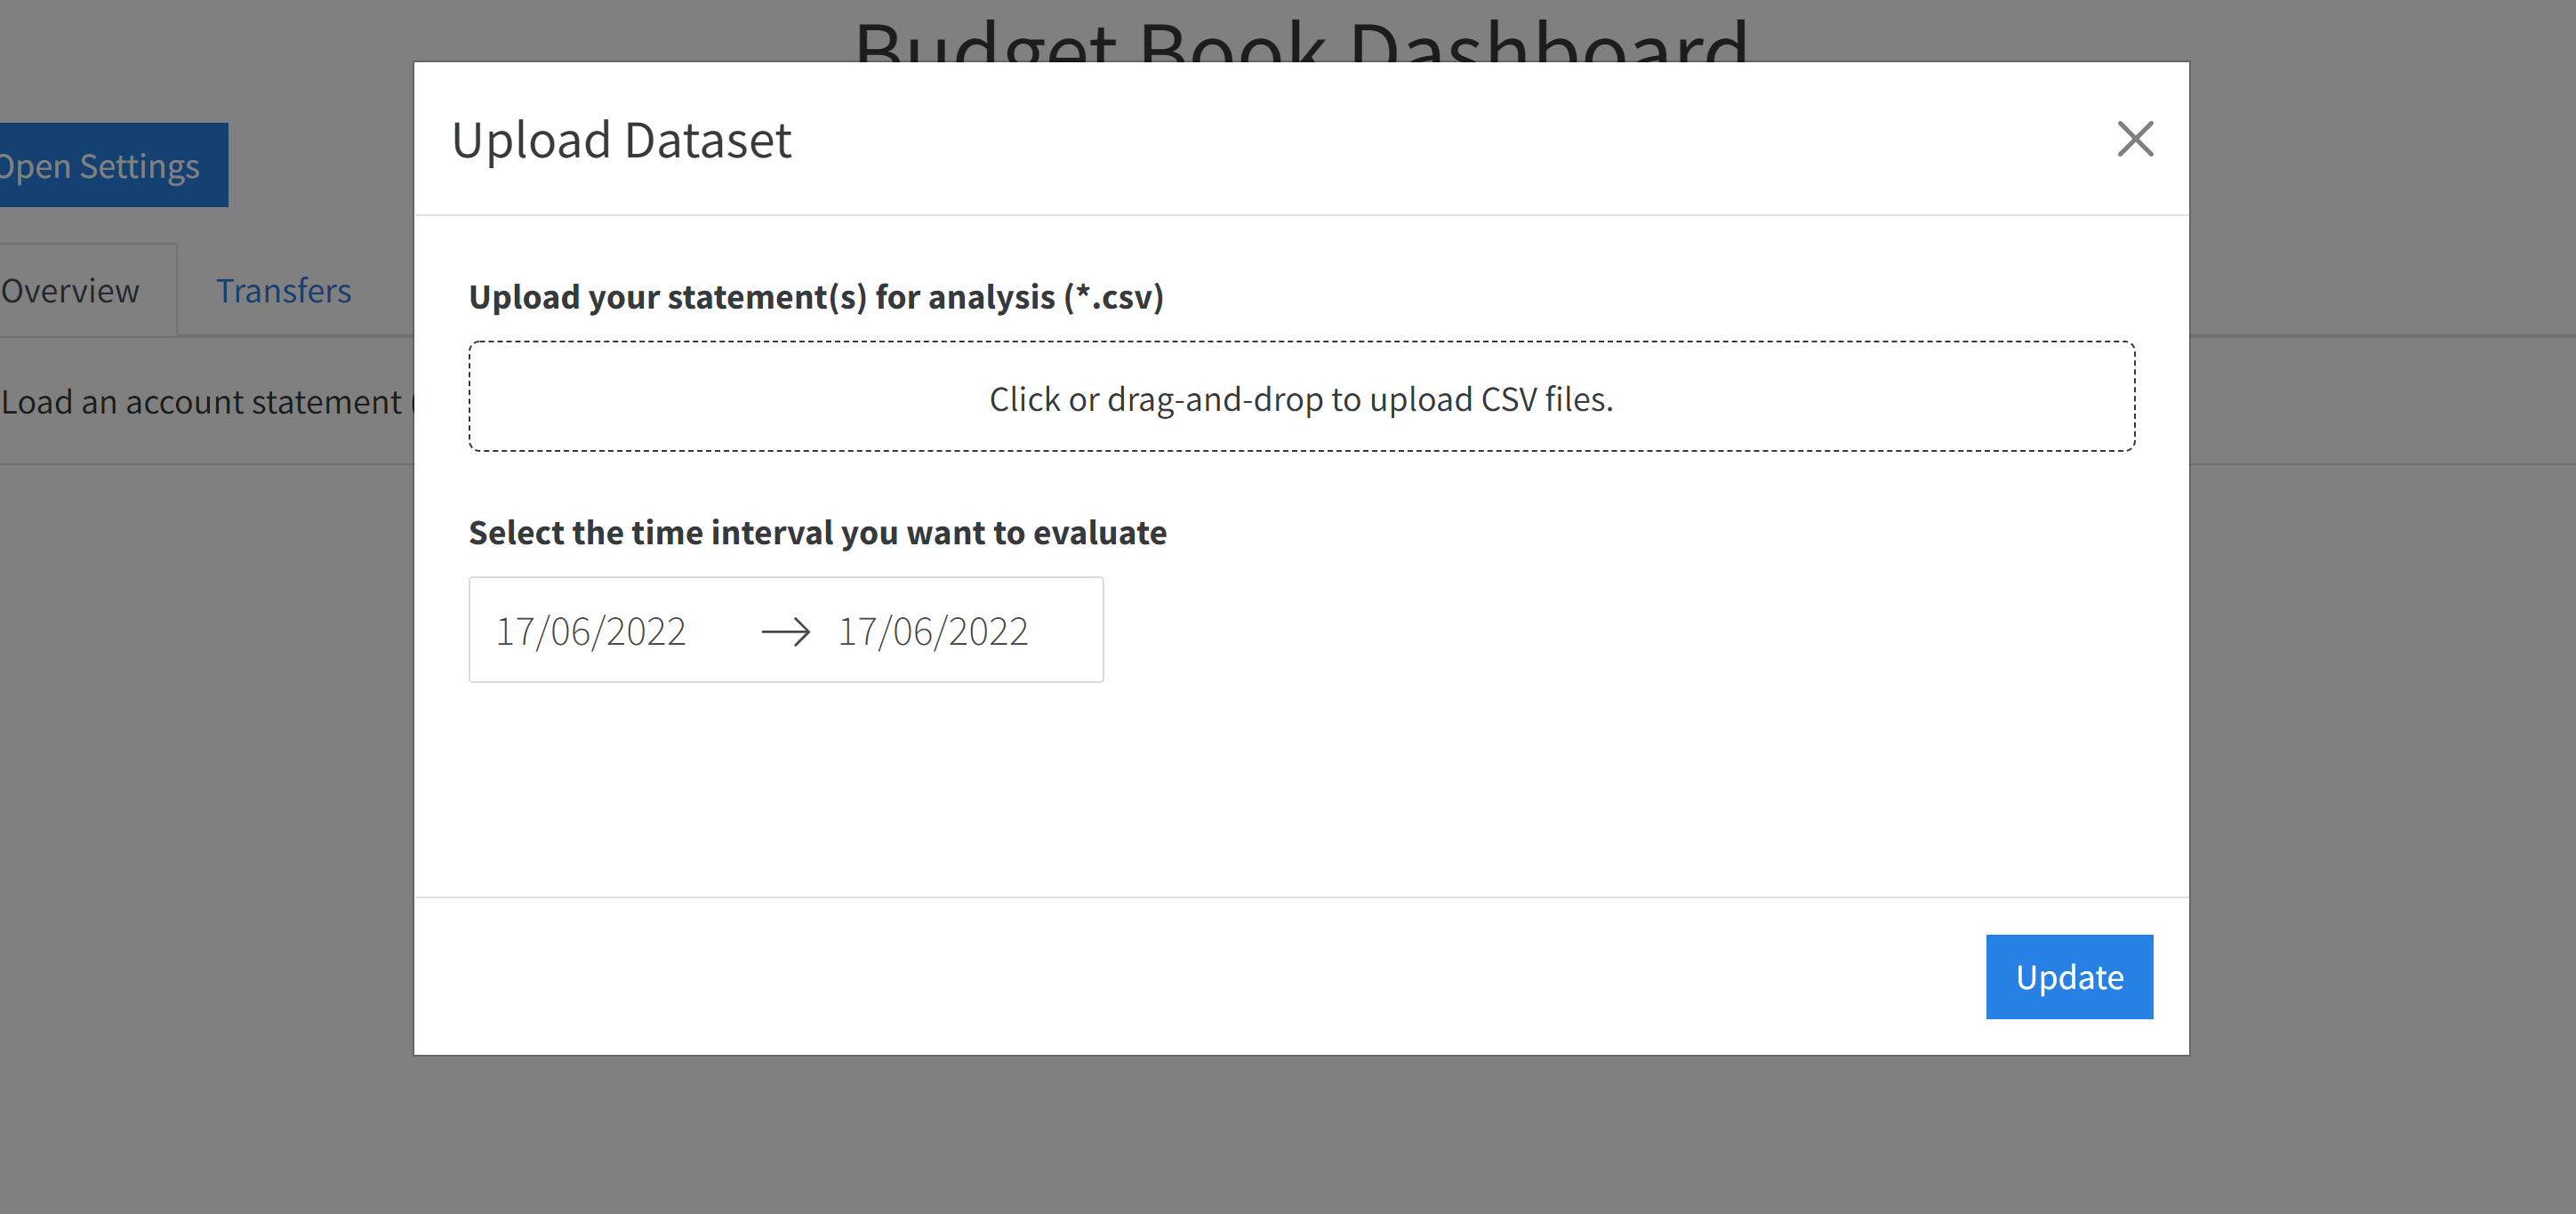 Budget Book Dashboard
Open Settings
Overview Transfers
Load an account statement (
Upload Dataset
Upload your statement(s) for analysis (*.csv)
Click or drag-and-drop to upload CSV files.
Select the time interval you want to evaluate
17/06/2022 → 17/06/2022
Update